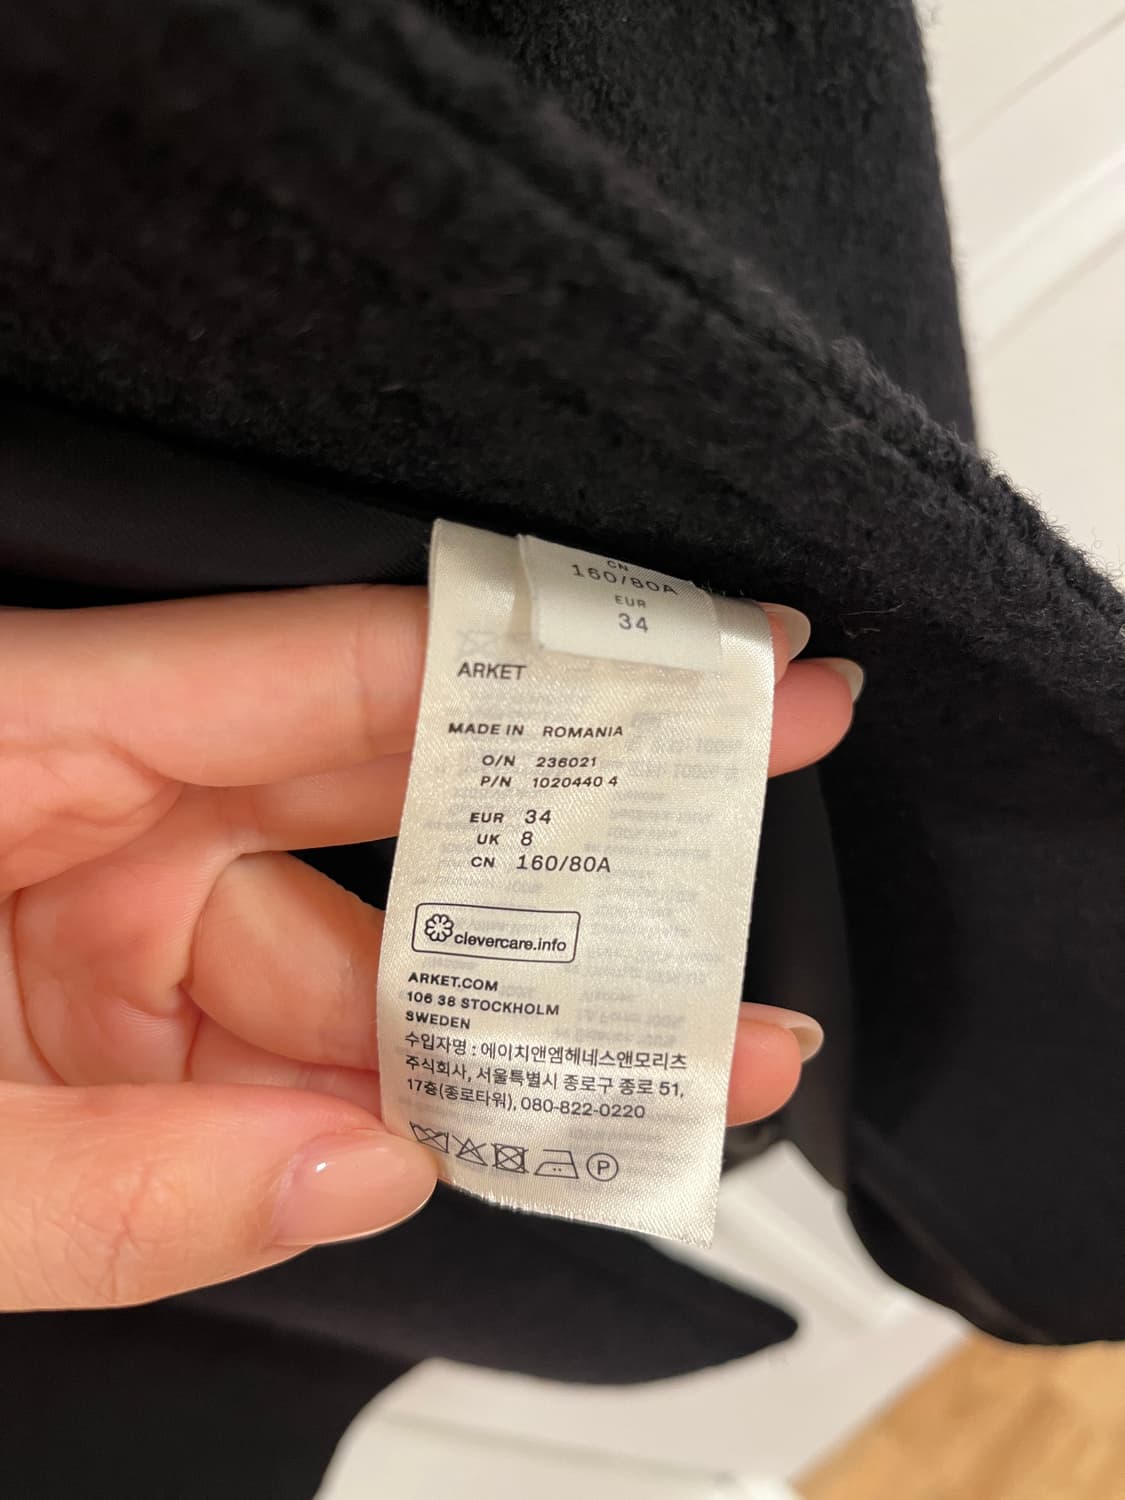 CN
160/80A
EUR
34
ARKET
MADE IN ROMANIA
O/N 236021
P/N 1020440 4
EUR 34
UK 8
CN 160/80A
clevercare.info
ARKET.COM
106 38 STOCKHOLM
SWEDEN
수입자명 : 에이치앤엠헤네스앤모리츠
주식회사, 서울특별시 종로구 종로 51,
17층(종로타워), 080-822-0220
P